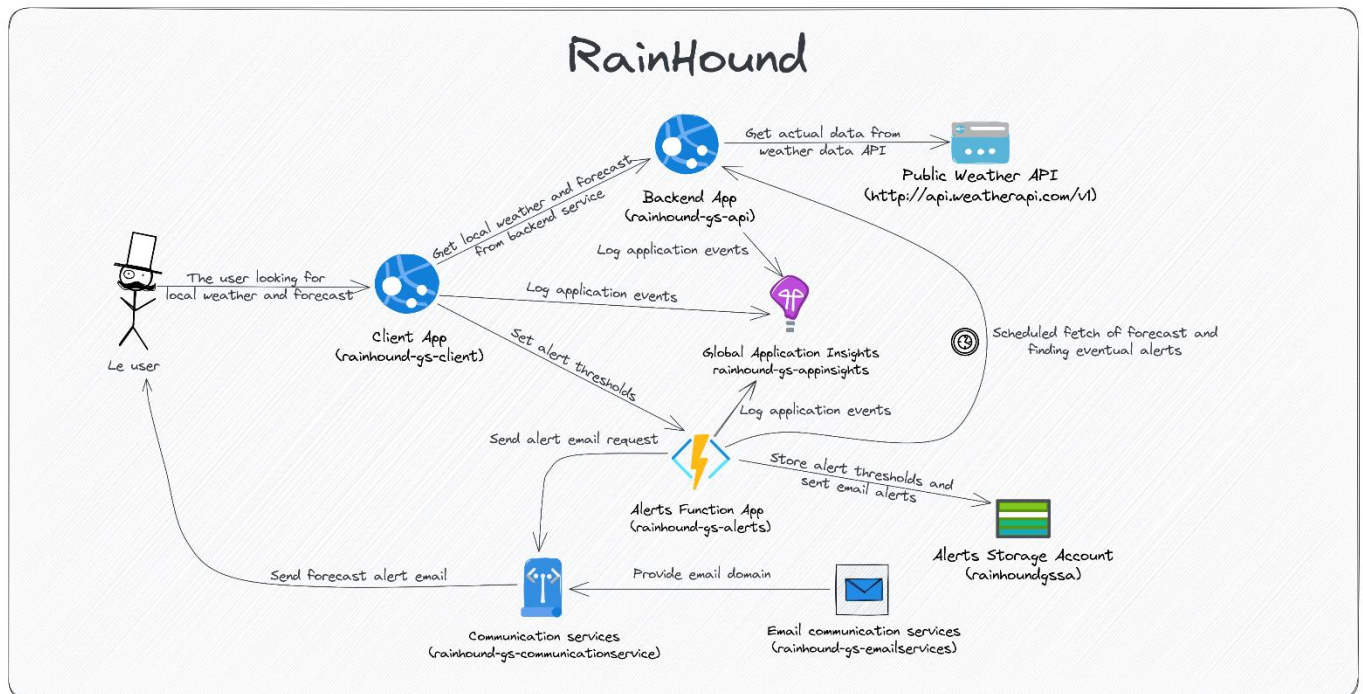 RainHound
Get actual data from
weather data API
Public Weather API
(http://api.weatherapi.com/v1)
Backend App
(rainhound-gs-api)
Get local weather and forecast
from backend service
Log application events
The user looking for
local weather and forecast
Log application events
Client App
(rainhound-gs-client)
Le user
Set alert thresholds
Global Application Insights
rainhound-gs-appinsights
Scheduled fetch of forecast and
finding eventual alerts
Log application events
Send alert email request
Store alert thresholds and
sent email alerts
Alerts Function App
(rainhound-gs-alerts)
Alerts Storage Account
(rainhoundgssa)
Send forecast alert email
Provide email domain
Communication services
(rainhound-gs-communicationservice)
Email communication services
(rainhound-gs-emailservices)